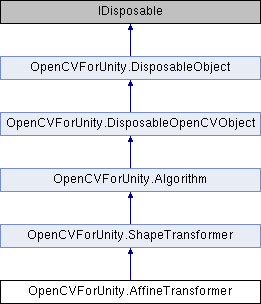 IDisposable
OpenCVForUnity.DisposableObject
OpenCVForUnity.DisposableOpenCVObject
OpenCVForUnity.Algorithm
OpenCVForUnity.ShapeTransformer
OpenCVForUnity.AffineTransformer